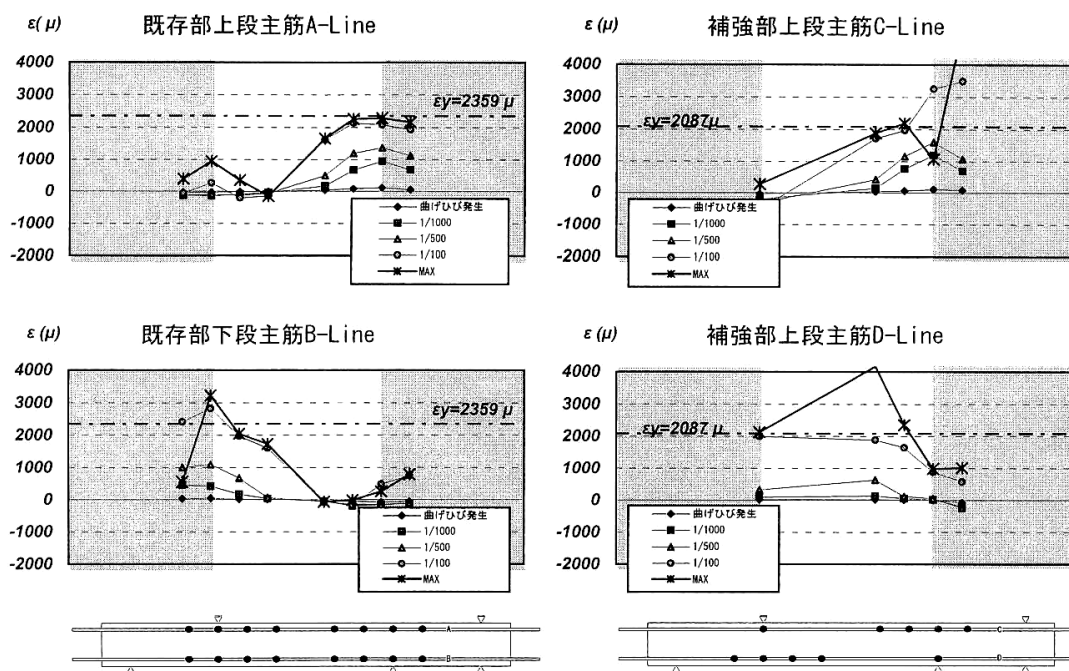 ε(μ) 既存部上段主筋A-Line
4000
3000
2000
1000
0
-1000
-2000
εy=2359 μ
曲げひび発生
1/1000
1/500
1/100
MAX
ε (μ) 補強部上段主筋C-Line
4000
3000
2000
1000
0
-1000
-2000
εy=2087μ
曲げひび発生
1/1000
1/500
1/100
MAX
ε (μ) 既存部下段主筋B-Line
4000
3000
2000
1000
0
-1000
-2000
εy=2359 μ
曲げひび発生
1/1000
1/500
1/100
MAX
ε (μ) 補強部上段主筋D-Line
4000
3000
2000
1000
0
-1000
-2000
εy=2087 μ
曲げひび発生
1/1000
1/500
1/100
MAX
A
B
C
D